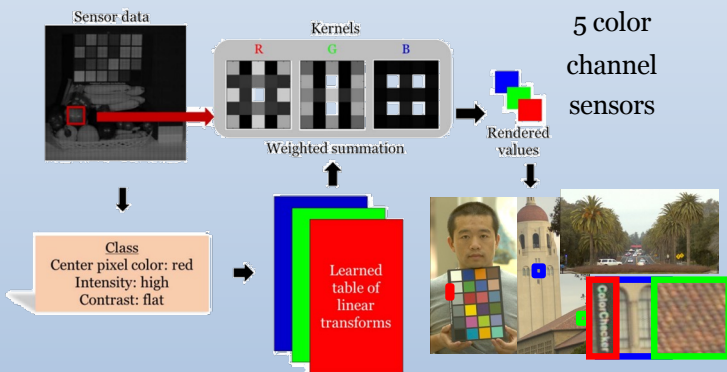 Sensor data
Kernels
R G B
5 color
channel
sensors
Rendered
values
Weighted summation
Class
Center pixel color: red
Intensity: high
Contrast: flat
Learned
table of
linear
transforms
ColorChecker